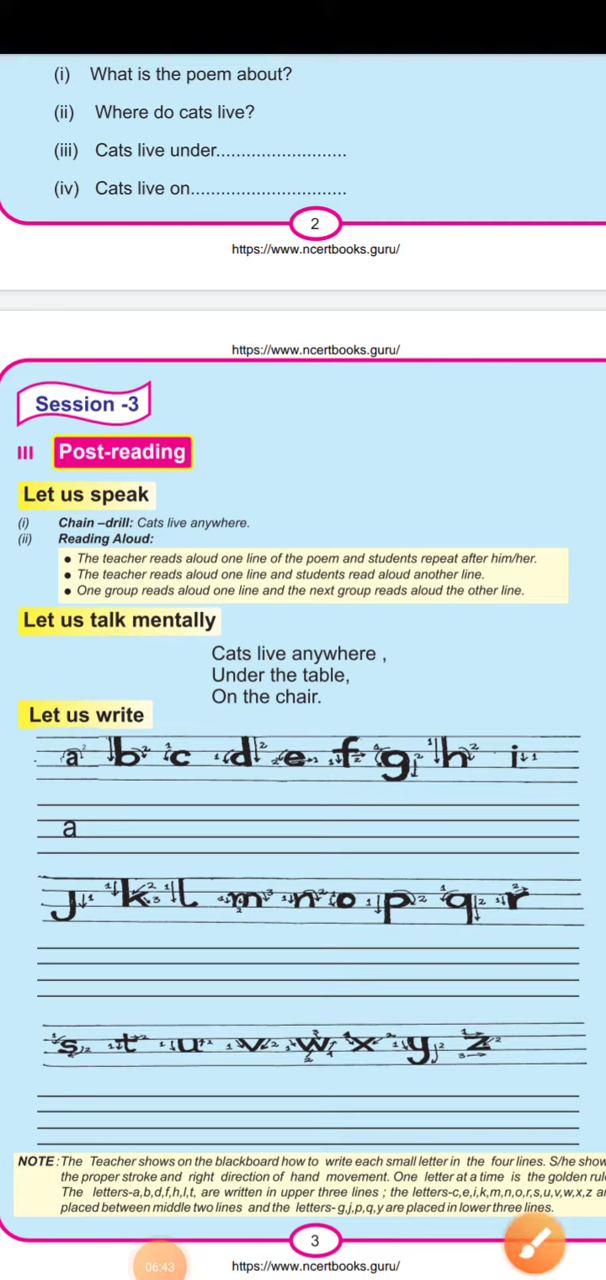 (i) What is the poem about?
(ii) Where do cats live?
(iii) Cats live under..........................
(iv) Cats live on...............................
2
https://www.ncertbooks.guru/
https://www.ncertbooks.guru/
Session -3
III Post-reading
Let us speak
(i) Chain –drill: Cats live anywhere.
(ii) Reading Aloud:
• The teacher reads aloud one line of the poem and students repeat after him/her.
• The teacher reads aloud one line and students read aloud another line.
• One group reads aloud one line and the next group reads aloud the other line.
Let us talk mentally
Cats live anywhere ,
Under the table,
On the chair.
Let us write
a b c d e f g h i
a
j k l m n o p q r
s t u v w x y z
NOTE : The Teacher shows on the blackboard how to write each small letter in the four lines. S/he show
the proper stroke and right direction of hand movement. One letter at a time is the golden rul
The letters-a,b,d,f,h,l,t, are written in upper three lines ; the letters-c,e,i,k,m,n,o,r,s,u,v,w,x,z a
placed between middle two lines and the letters- g,j,p,q,y are placed in lower three lines.
3
06:43
https://www.ncertbooks.guru/